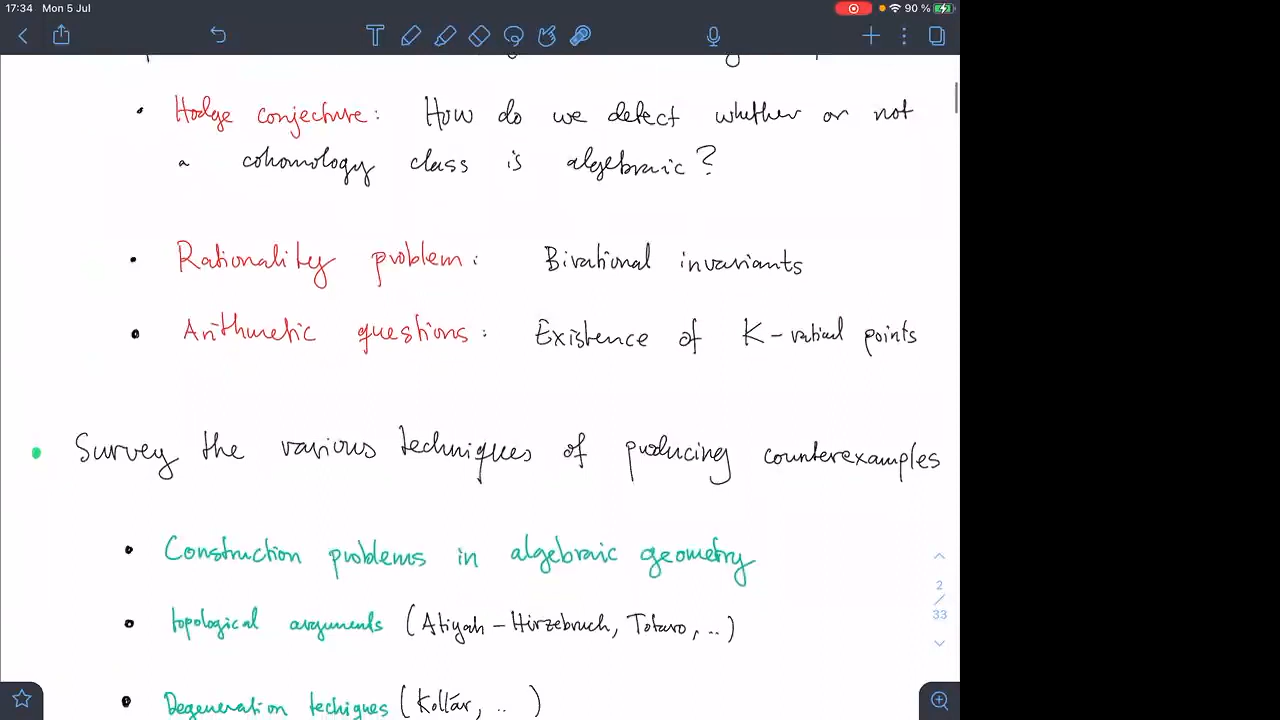 17:34 Mon 5 Jul
90 %
• Hodge conjecture: How do we detect whether or not
a cohomology class is algebraic?
• Rationality problem: Birational invariants
• Arithmetic questions: Existence of K-rational points
• Survey the various techniques of producing counterexamples
• Construction problems in algebraic geometry
• topological arguments (Atiyah-Hirzebruch, Totaro, ..)
• Degeneration techiques (Kollár, .. )
2
/
33